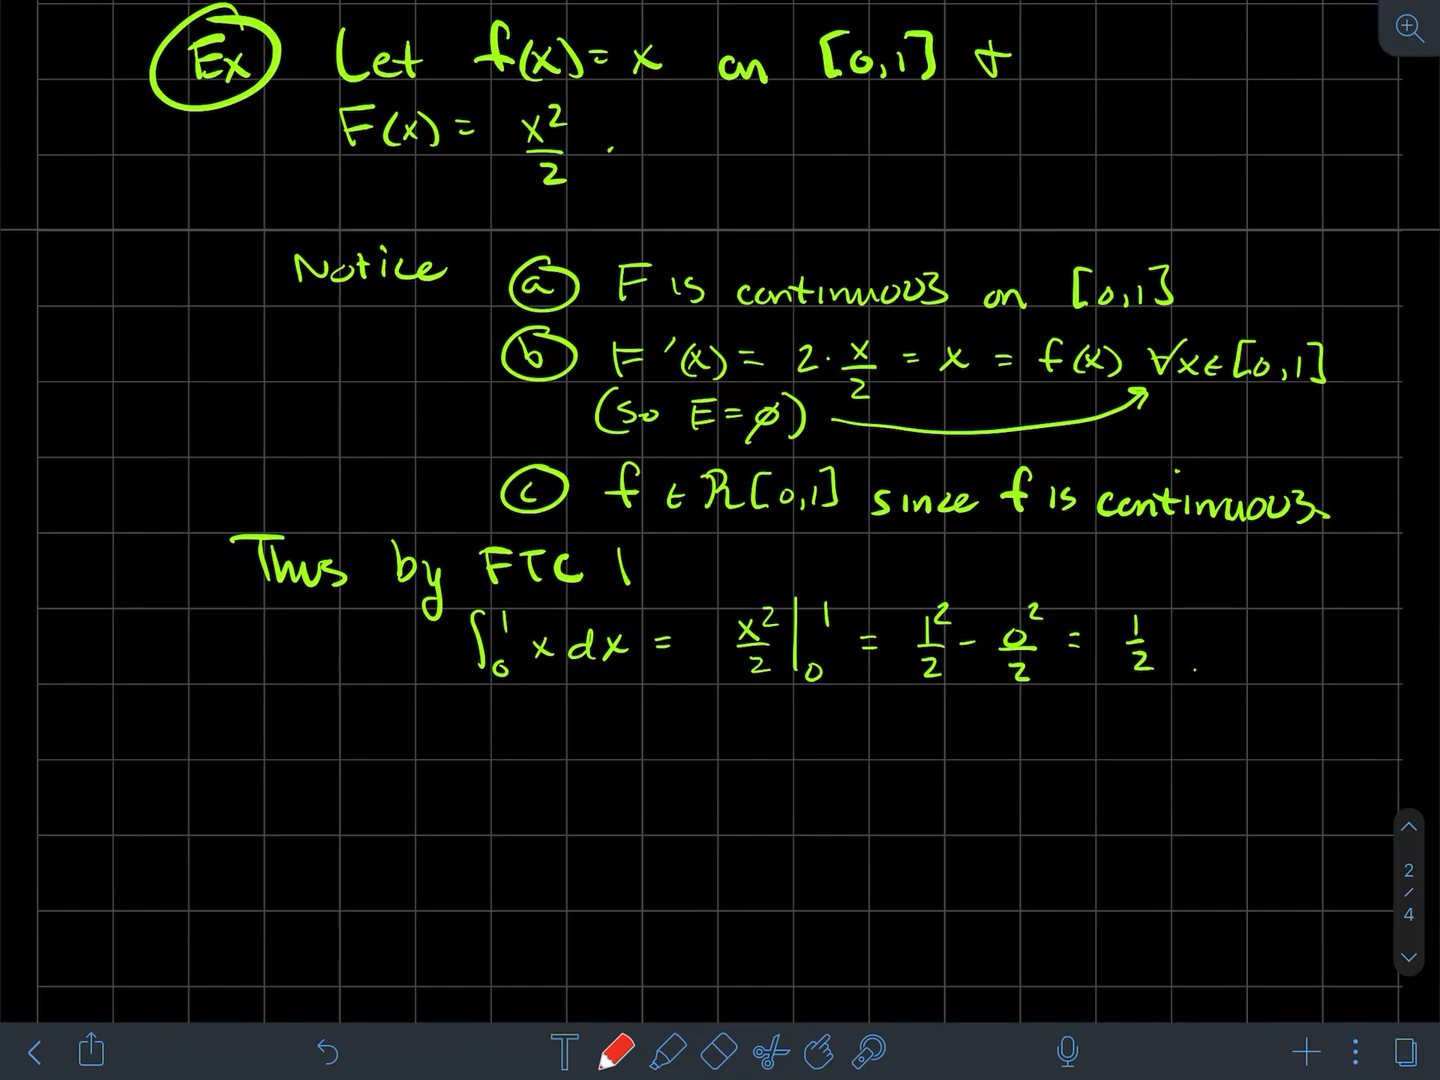 Ex Let f(x) = x on [0,1] &
F(x) = x²/2 .
Notice (a) F is continuous on [0,1]
(b) F'(x) = 2 · x/2 = x = f(x) ∀x∈[0,1]
(so E = ∅)
(c) f ∈ R[0,1] since f is continuous.
Thus by FTC 1
∫₀¹ x dx = x²/2 |₀¹ = 1²/2 - 0²/2 = 1/2 .
2
/
4
T